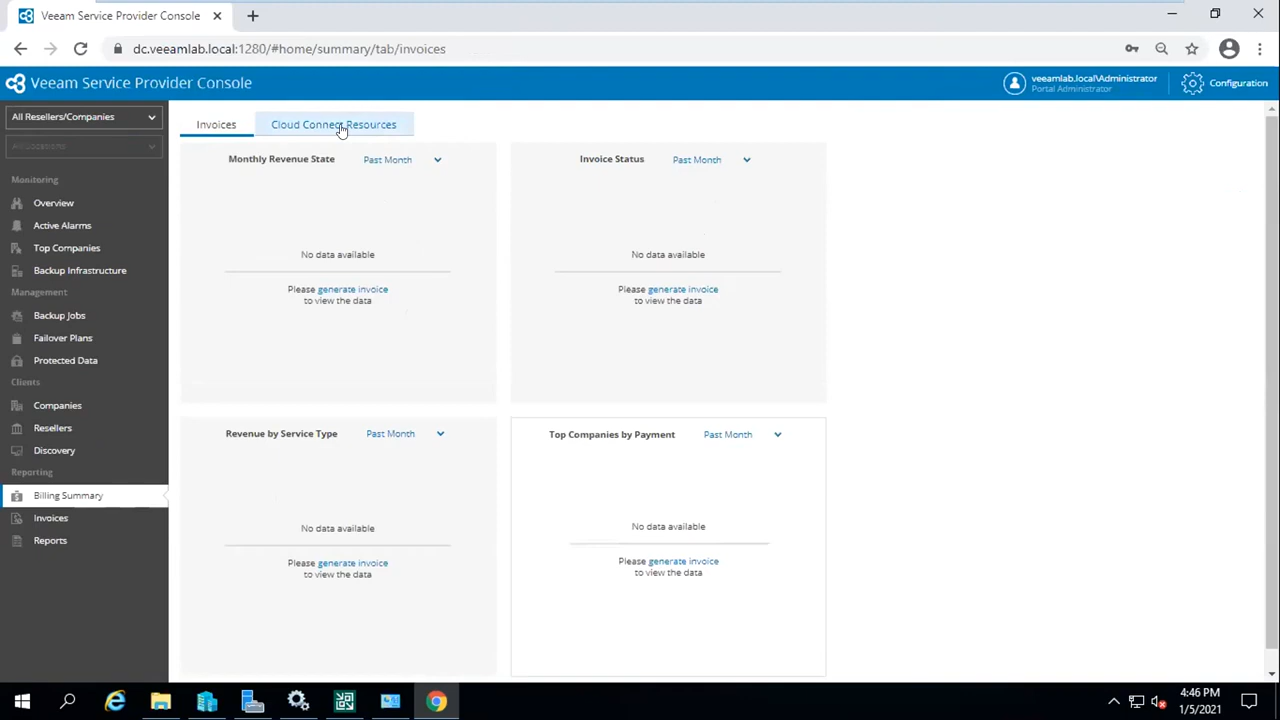 Veeam Service Provider Console
dc.veeamlab.local:1280/#home/summary/tab/invoices
Veeam Service Provider Console
veeamlab.local\Administrator
Portal Administrator
Configuration
All Resellers/Companies
All locations
Monitoring
Overview
Active Alarms
Top Companies
Backup Infrastructure
Management
Backup Jobs
Failover Plans
Protected Data
Clients
Companies
Resellers
Discovery
Reporting
Billing Summary
Invoices
Reports
Invoices
Cloud Connect Resources
Monthly Revenue State Past Month
No data available
Please generate invoice
to view the data
Invoice Status Past Month
No data available
Please generate invoice
to view the data
Revenue by Service Type Past Month
No data available
Please generate invoice
to view the data
Top Companies by Payment Past Month
No data available
Please generate invoice
to view the data
4:46 PM
1/5/2021